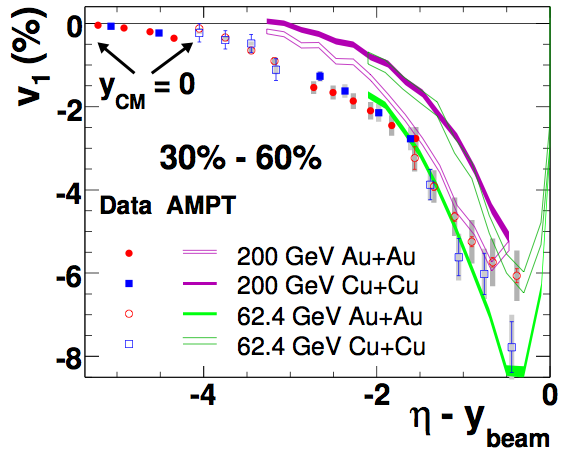 v1 (%)
0
-2
-4
-6
-8
yCM = 0
30% - 60%
Data AMPT
200 GeV Au+Au
200 GeV Cu+Cu
62.4 GeV Au+Au
62.4 GeV Cu+Cu
-4 -2 0
η - ybeam